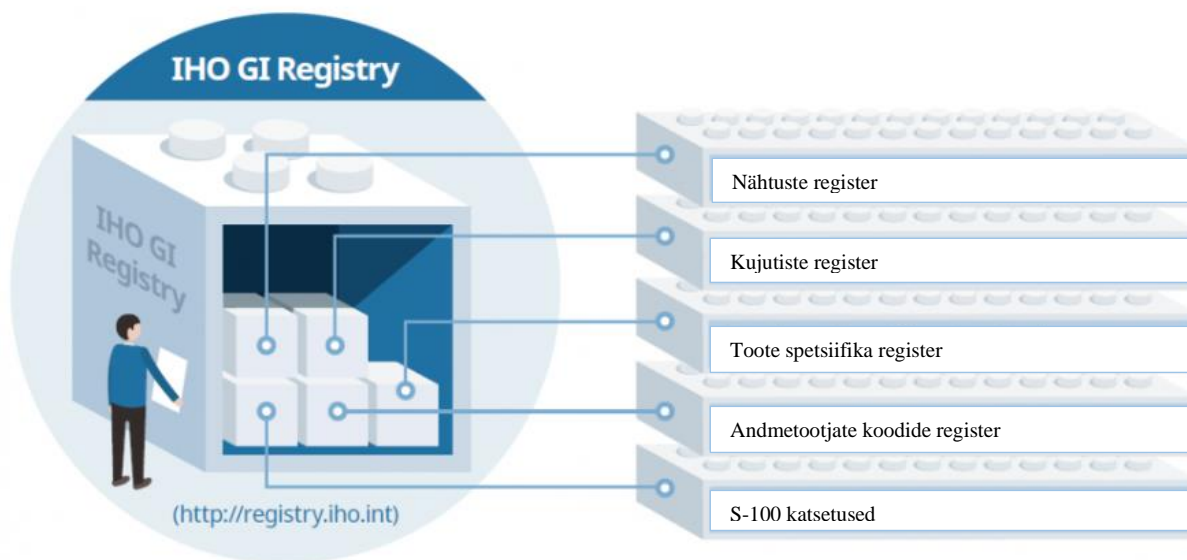 IHO GI Registry
IHO GI
Registry
(http://registry.iho.int)
Nähtuste register
Kujutiste register
Toote spetsiifika register
Andmetootjate koodide register
S-100 katsetused